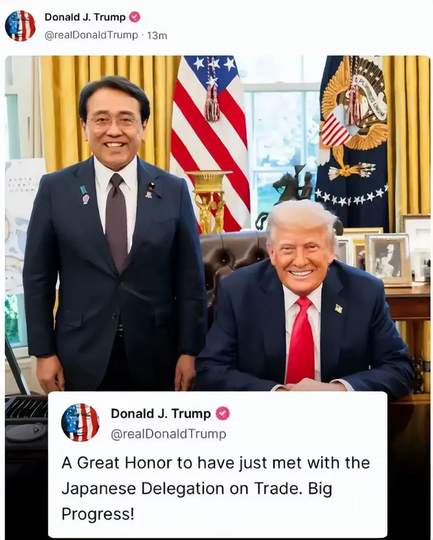 Donald J. Trump
@realDonaldTrump · 13m
Donald J. Trump
@realDonaldTrump
A Great Honor to have just met with the
Japanese Delegation on Trade. Big
Progress!